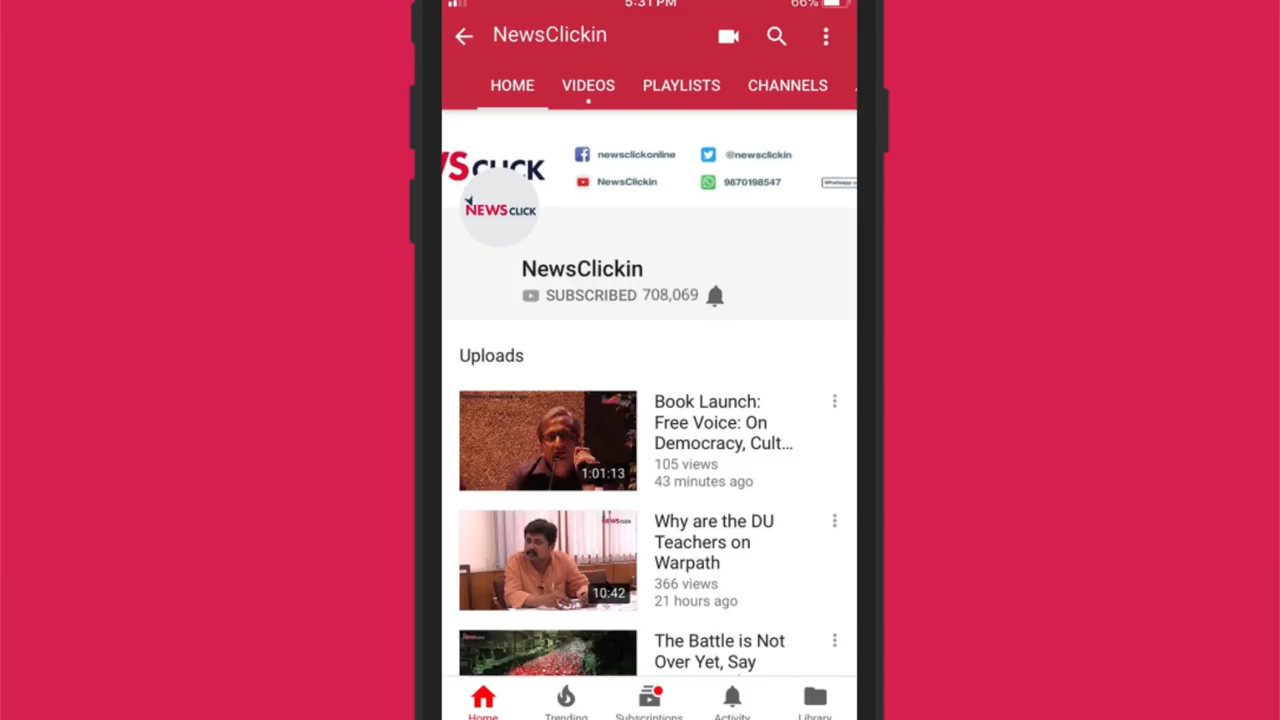 5:31 PM
66%
NewsClickin
HOME VIDEOS PLAYLISTS CHANNELS
CLICK
newsclickonline
@newsclickin
NewsClickin
9870198547
NEWS CLICK
NewsClickin
SUBSCRIBED 708,069
Uploads
Book Launch:
Free Voice: On
Democracy, Cult...
105 views
43 minutes ago
1:01:13
Why are the DU
Teachers on
Warpath
366 views
21 hours ago
NEWSCLICK
10:42
The Battle is Not
Over Yet, Say
Home Trending Subscriptions Activity Library